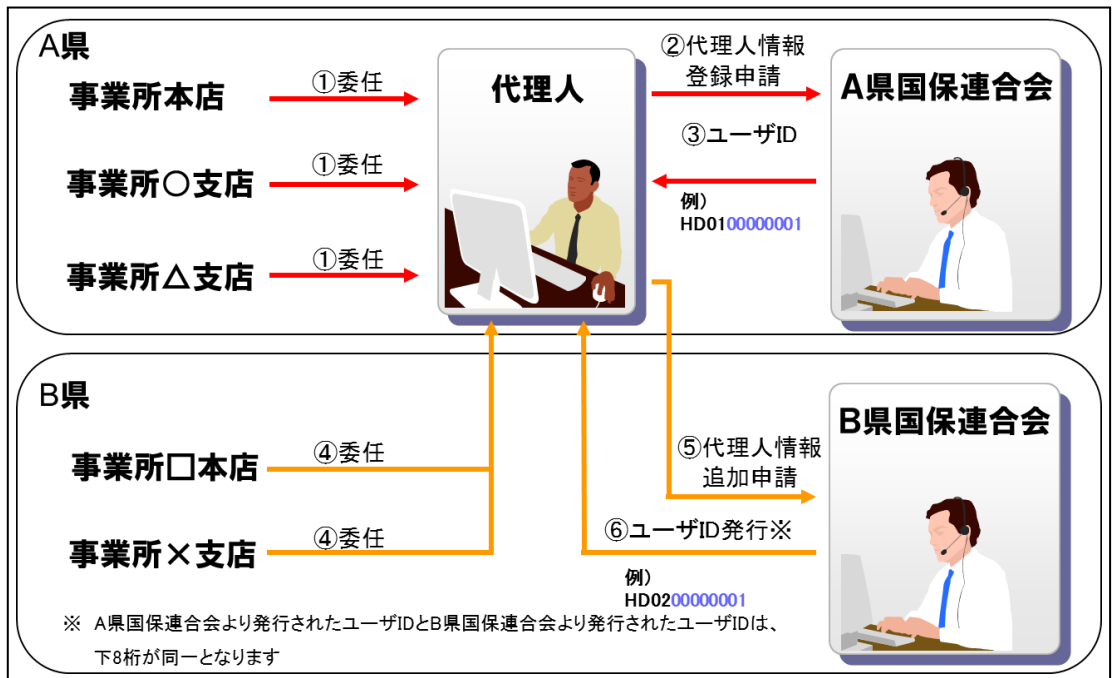 A県
事業所本店
①委任
代理人
②代理人情報
登録申請
A県国保連合会
③ユーザID
事業所○支店
①委任
例）
HD0100000001
事業所△支店
①委任
B県
B県国保連合会
事業所□本店
④委任
⑤代理人情報
追加申請
事業所×支店
④委任
⑥ユーザID発行※
例）
HD0200000001
※ A県国保連合会より発行されたユーザIDとB県国保連合会より発行されたユーザIDは、
下8桁が同一となります